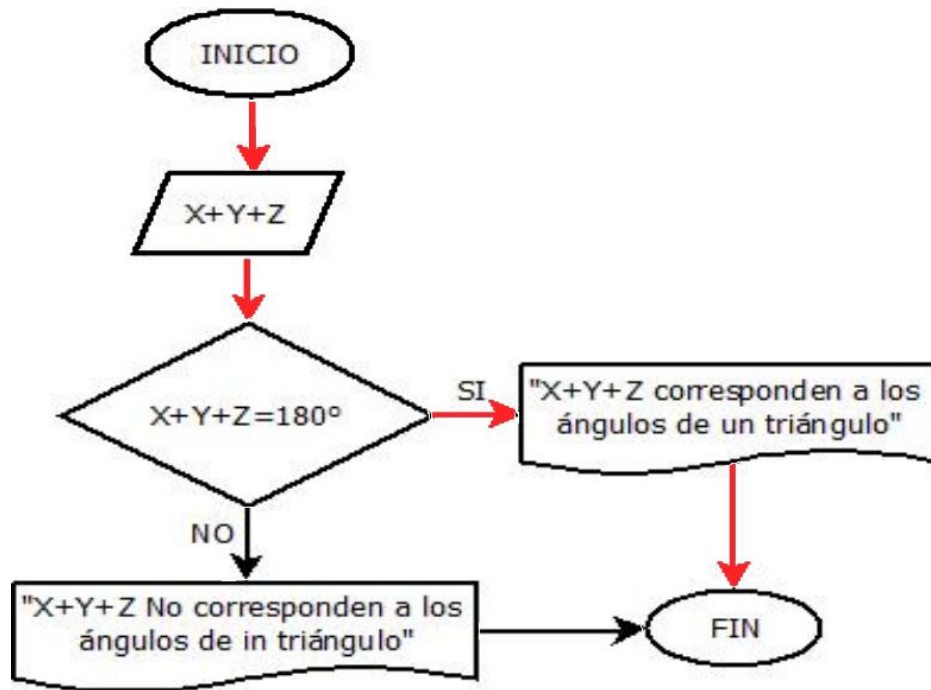 INICIO
X+Y+Z
X+Y+Z=180º
SI
"X+Y+Z corresponden a los
ángulos de un triángulo"
NO
"X+Y+Z No corresponden a los
ángulos de in triángulo"
FIN